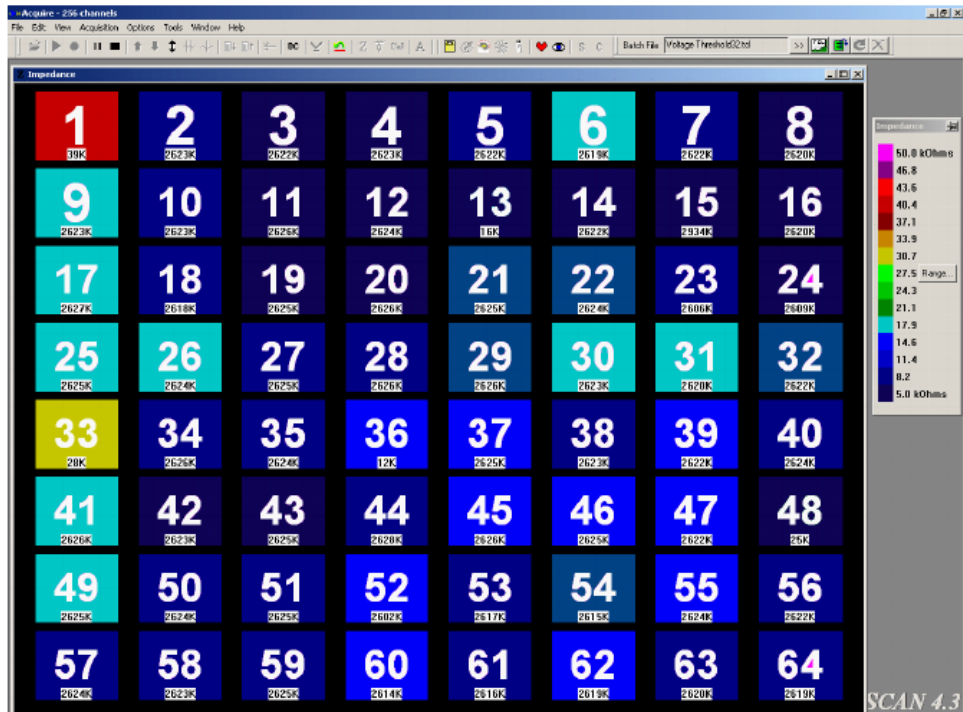 Acquire - 256 channels
File Edit View Acquisition Options Tools Window Help
Batch File Voltage Threshold32.tcl >>
Impedance
1 2 3 4 5 6 7 8
39K 2623K 2622K 2623K 2622K 2619K 2622K 2620K
9 10 11 12 13 14 15 16
2623K 2623K 2626K 2624K 16K 2622K 2934K 2620K
17 18 19 20 21 22 23 24
2627K 2618K 2625K 2626K 2625K 2624K 2606K 2609K
25 26 27 28 29 30 31 32
2625K 2624K 2625K 2626K 2626K 2623K 2620K 2622K
33 34 35 36 37 38 39 40
28K 2626K 2624K 12K 2625K 2623K 2622K 2624K
41 42 43 44 45 46 47 48
2626K 2623K 2625K 2628K 2626K 2625K 2622K 25K
49 50 51 52 53 54 55 56
2625K 2624K 2625K 2602K 2617K 2615K 2624K 2622K
57 58 59 60 61 62 63 64
2624K 2623K 2625K 2614K 2616K 2619K 2620K 2619K
Impedance
50.0 kOhms
46.8
43.6
40.4
37.1
33.9
30.7
27.5 Range...
24.3
21.1
17.9
14.6
11.4
8.2
5.0 kOhms
SCAN 4.3